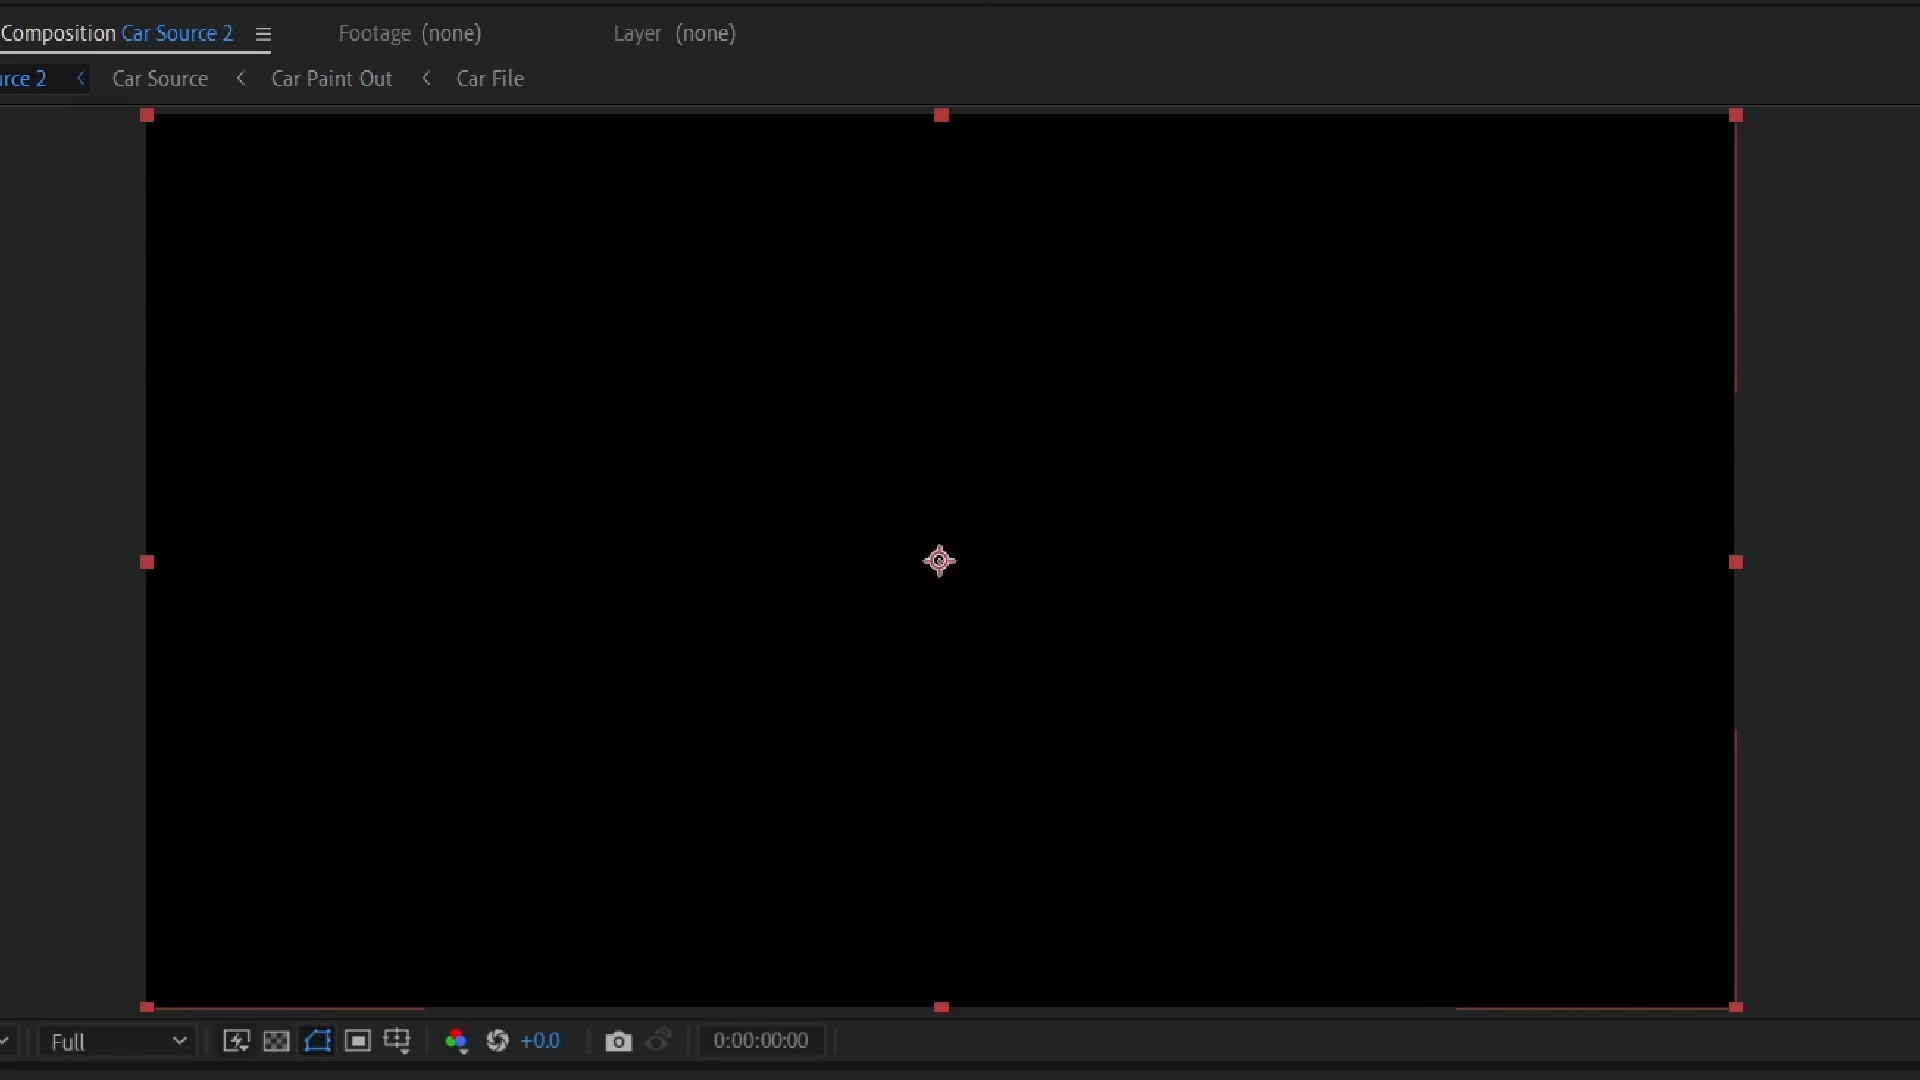 Composition Car Source 2 Footage (none) Layer (none)
urce 2 < Car Source < Car Paint Out < Car File
Full +0.0 0:00:00:00